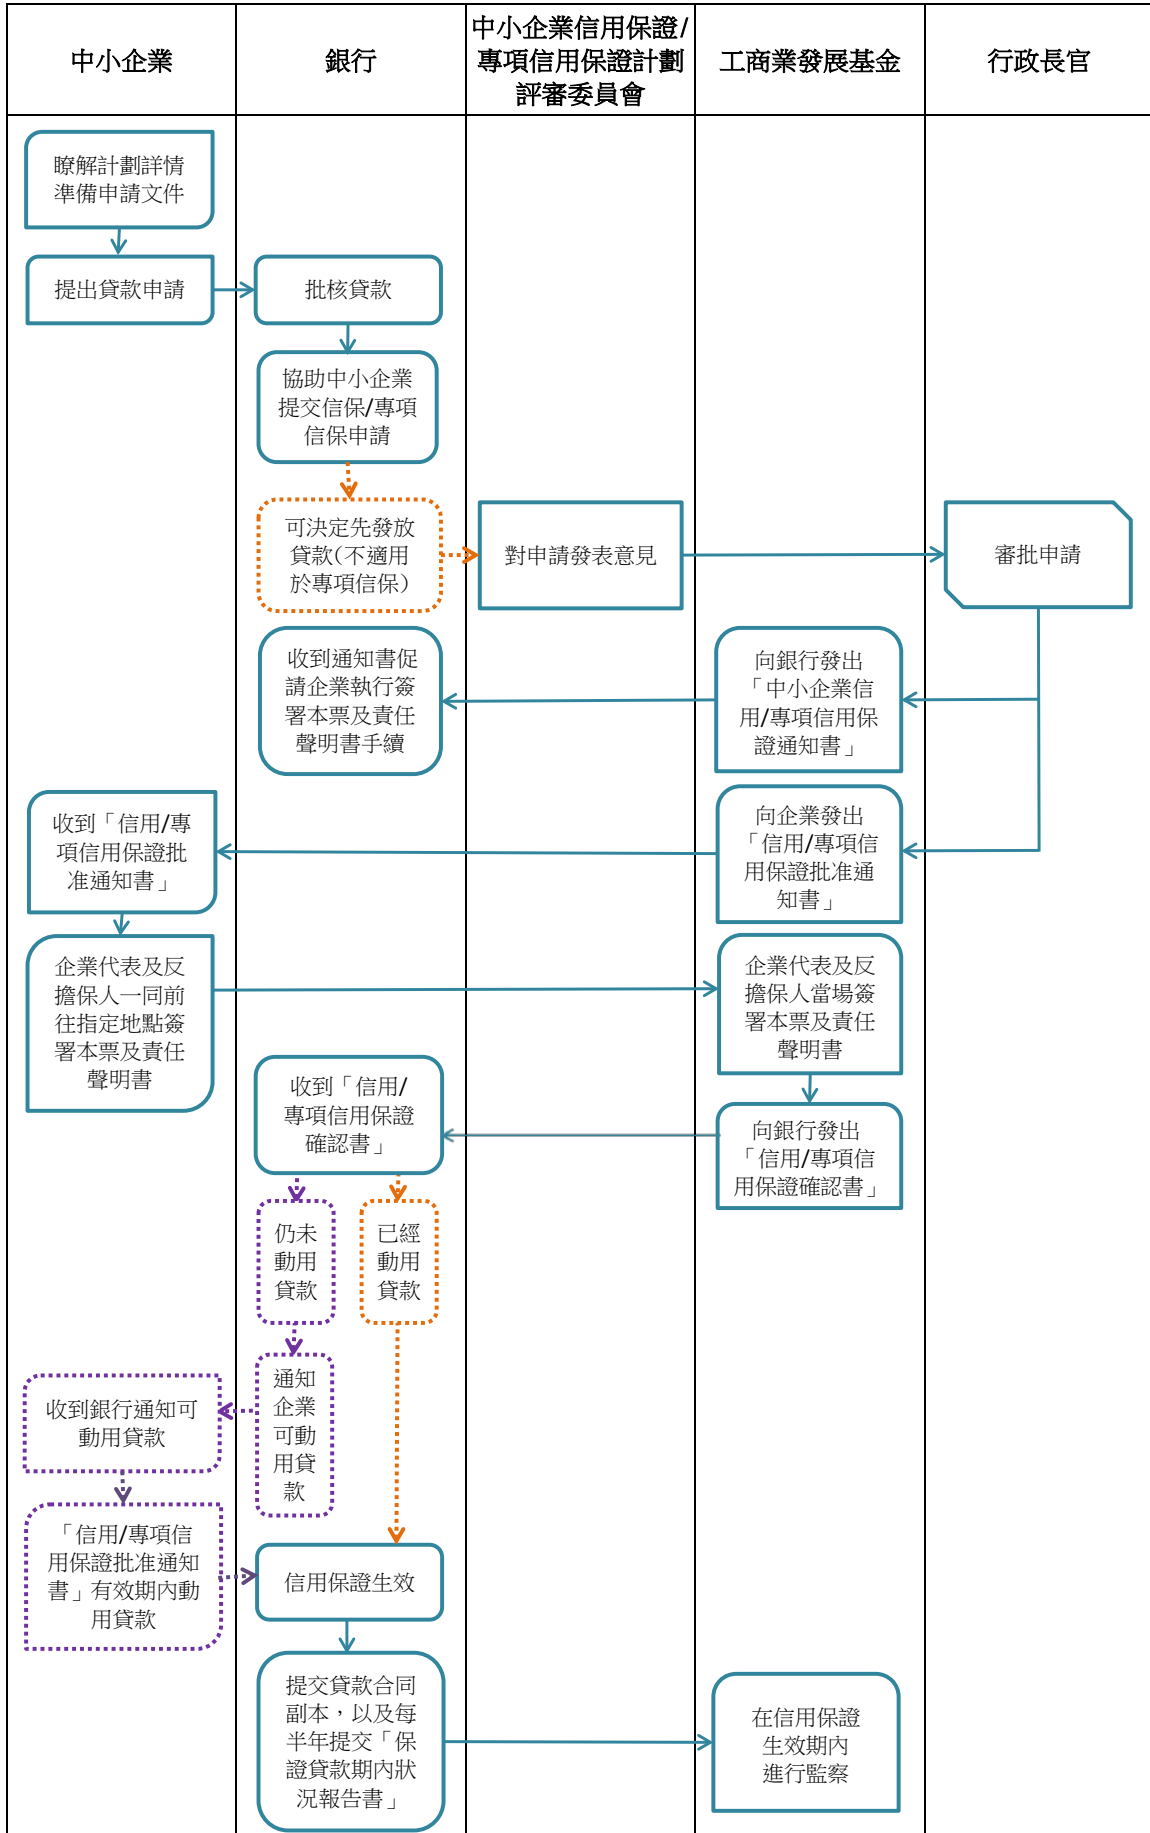 中小企業
銀行
中小企業信用保證/
專項信用保證計劃
評審委員會
工商業發展基金
行政長官
瞭解計劃詳情
準備申請文件
提出貸款申請
批核貸款
協助中小企業
提交信保/專項
信保申請
可決定先發放
貸款(不適用
於專項信保)
對申請發表意見
審批申請
向銀行發出
「中小企業信
用/專項信用保
證通知書」
收到通知書促
請企業執行簽
署本票及責任
聲明書手續
向企業發出
「信用/專項信
用保證批准通
知書」
收到「信用/專
項信用保證批
准通知書」
企業代表及反
擔保人一同前
往指定地點簽
署本票及責任
聲明書
企業代表及反
擔保人當場簽
署本票及責任
聲明書
向銀行發出
「信用/專項信
用保證確認書」
收到「信用/
專項信用保證
確認書」
仍未
動用
貸款
已經
動用
貸款
通知
企業
可動
用貸
款
收到銀行通知可
動用貸款
「信用/專項信
用保證批准通知
書」有效期內動
用貸款
信用保證生效
提交貸款合同
副本，以及每
半年提交「保
證貸款期內狀
況報告書」
在信用保證
生效期內
進行監察